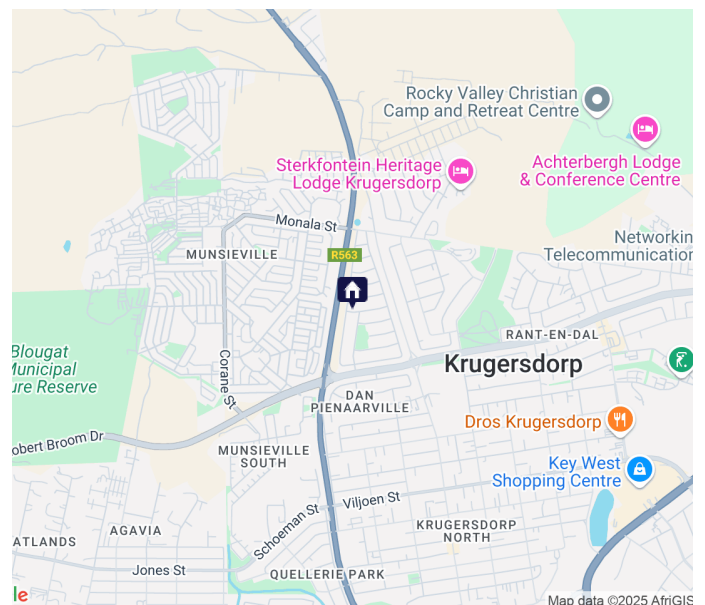 Rocky Valley Christian
Camp and Retreat Centre
Sterkfontein Heritage
Lodge Krugersdorp
Achterbergh Lodge
& Conference Centre
Monala St
MUNSIEVILLE
R563
Networkin
Telecommunication
Blougat
Municipal
ure Reserve
RANT-EN-DAL
Krugersdorp
Corane St
DAN
PIENAARVILLE
Dros Krugersdorp
obert Broom Dr
MUNSIEVILLE
SOUTH
Key West
Shopping Centre
Viljoen St
Schoeman St
AGAVIA
ATLANDS
KRUGERSDORP
NORTH
Jones St
QUELLERIE PARK
le
Map data ©2025 AfriGIS